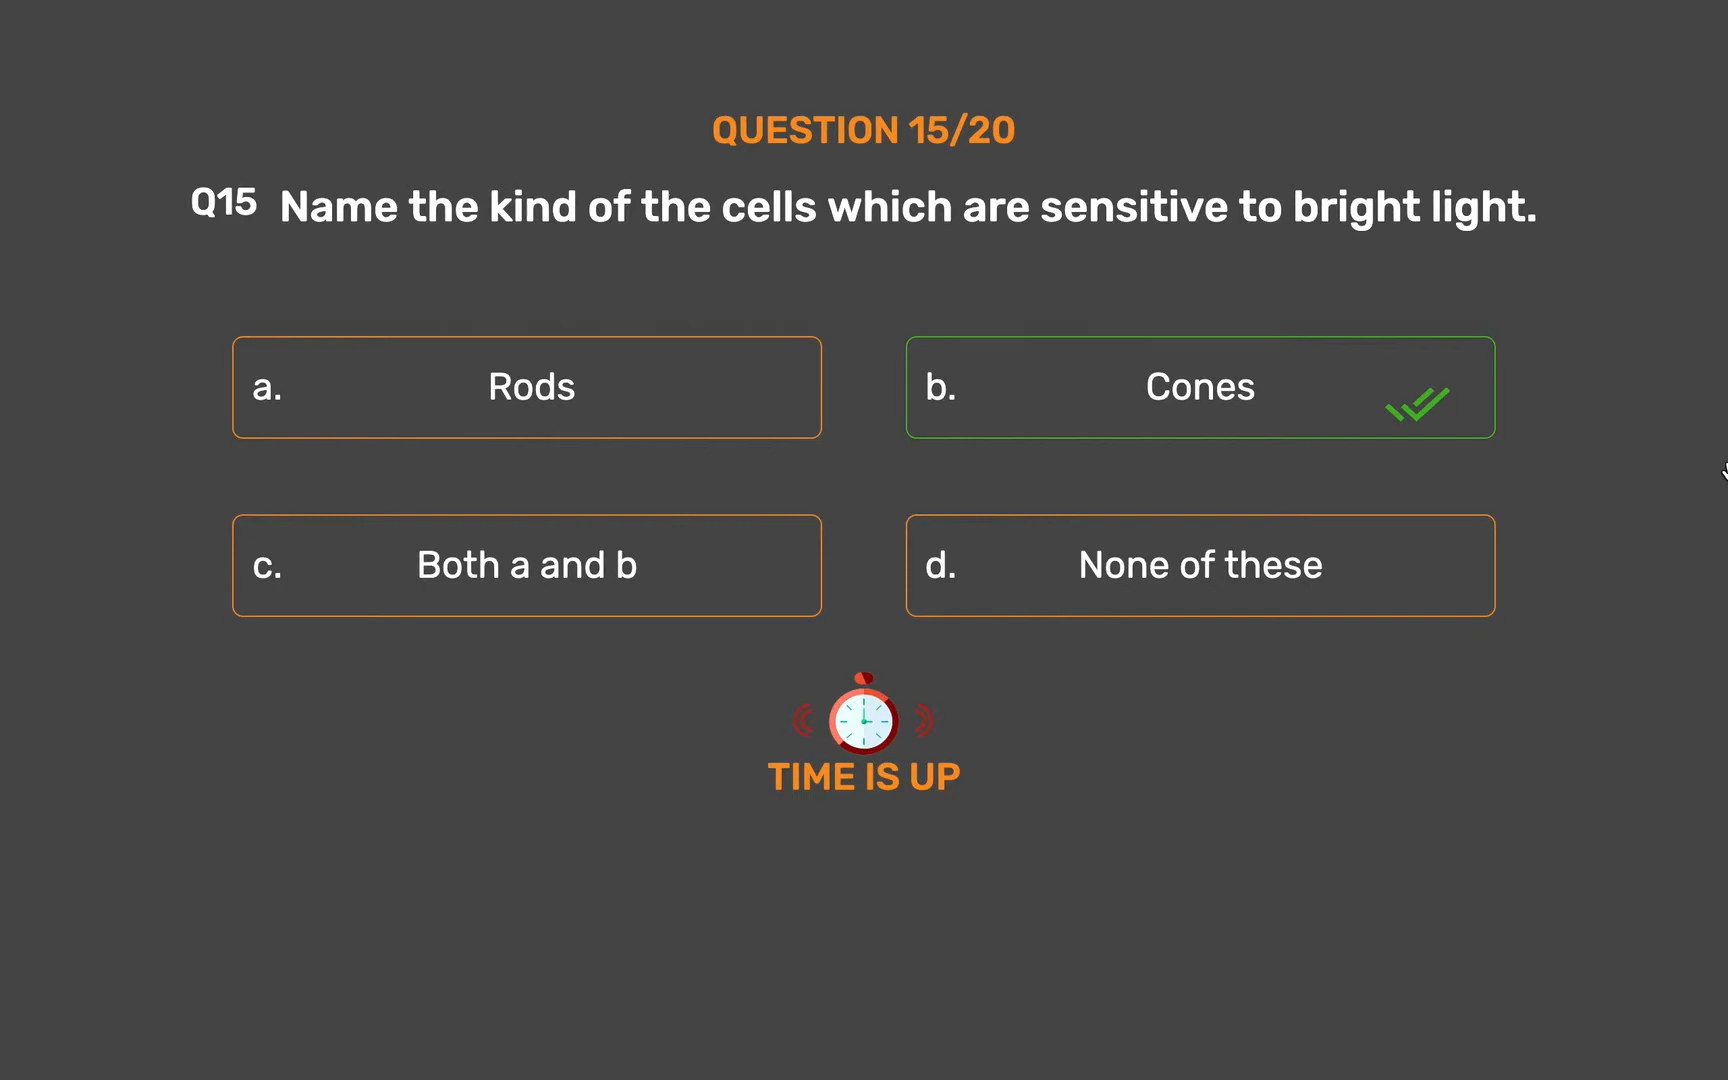 QUESTION 15/20
Q15 Name the kind of the cells which are sensitive to bright light.
a. Rods
b. Cones
c. Both a and b
d. None of these
TIME IS UP